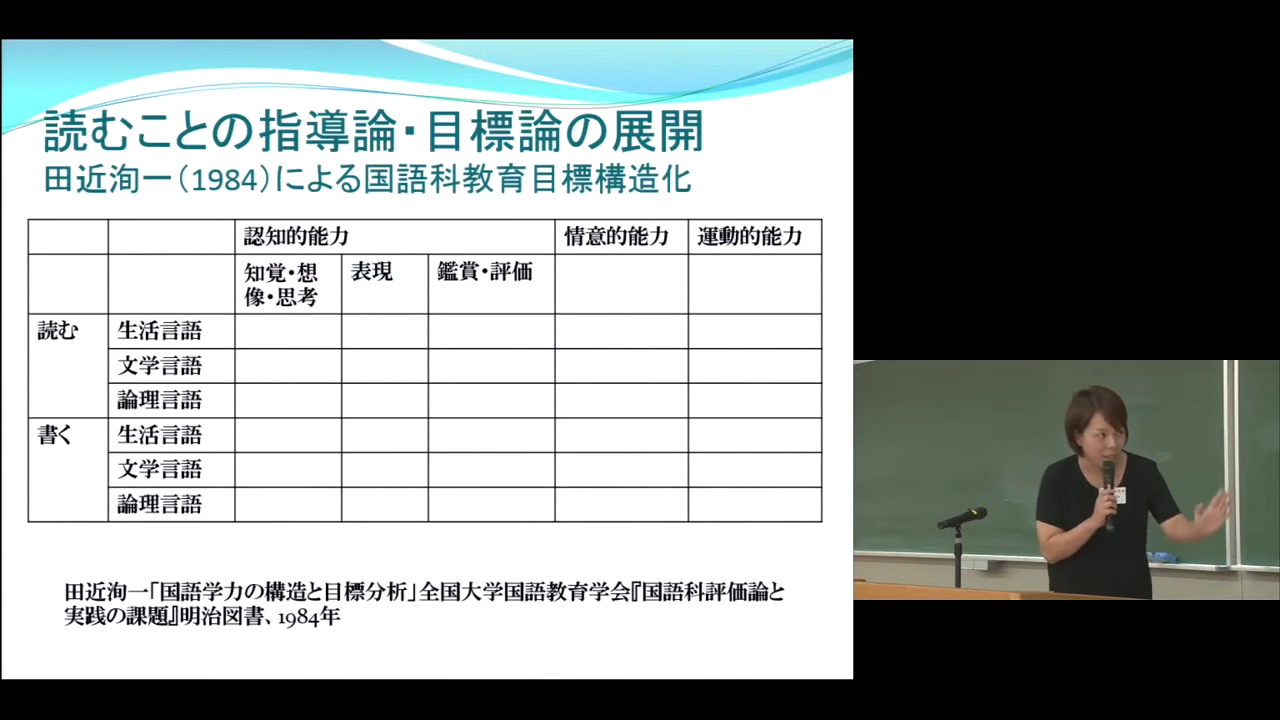 読むことの指導論・目標論の展開
田近洵一（1984）による国語科教育目標構造化
認知的能力 情意的能力 運動的能力
知覚・想像・思考 表現 鑑賞・評価
読む 生活言語
文学言語
論理言語
書く 生活言語
文学言語
論理言語
田近洵一「国語学力の構造と目標分析」全国大学国語教育学会『国語科評価論と
実践の課題』明治図書、1984年